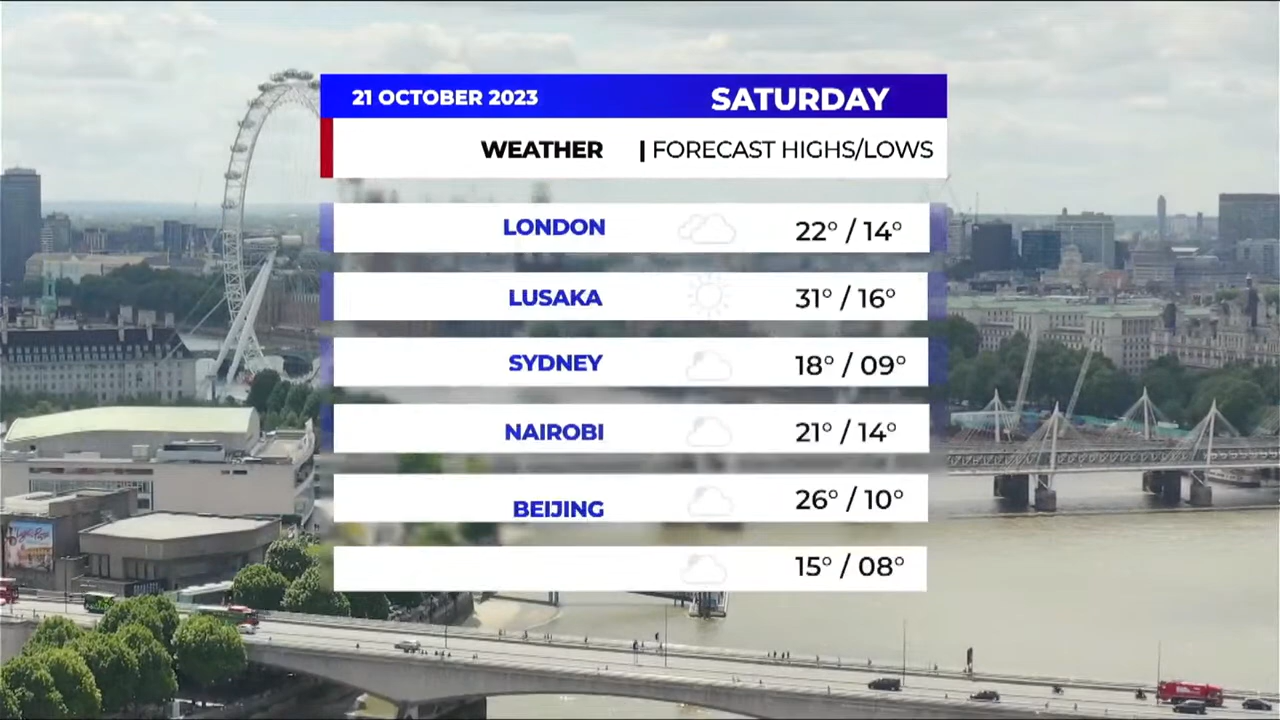 21 OCTOBER 2023 SATURDAY
WEATHER | FORECAST HIGHS/LOWS
LONDON 22° / 14°
LUSAKA 31° / 16°
SYDNEY 18° / 09°
NAIROBI 21° / 14°
BEIJING 26° / 10°
15° / 08°